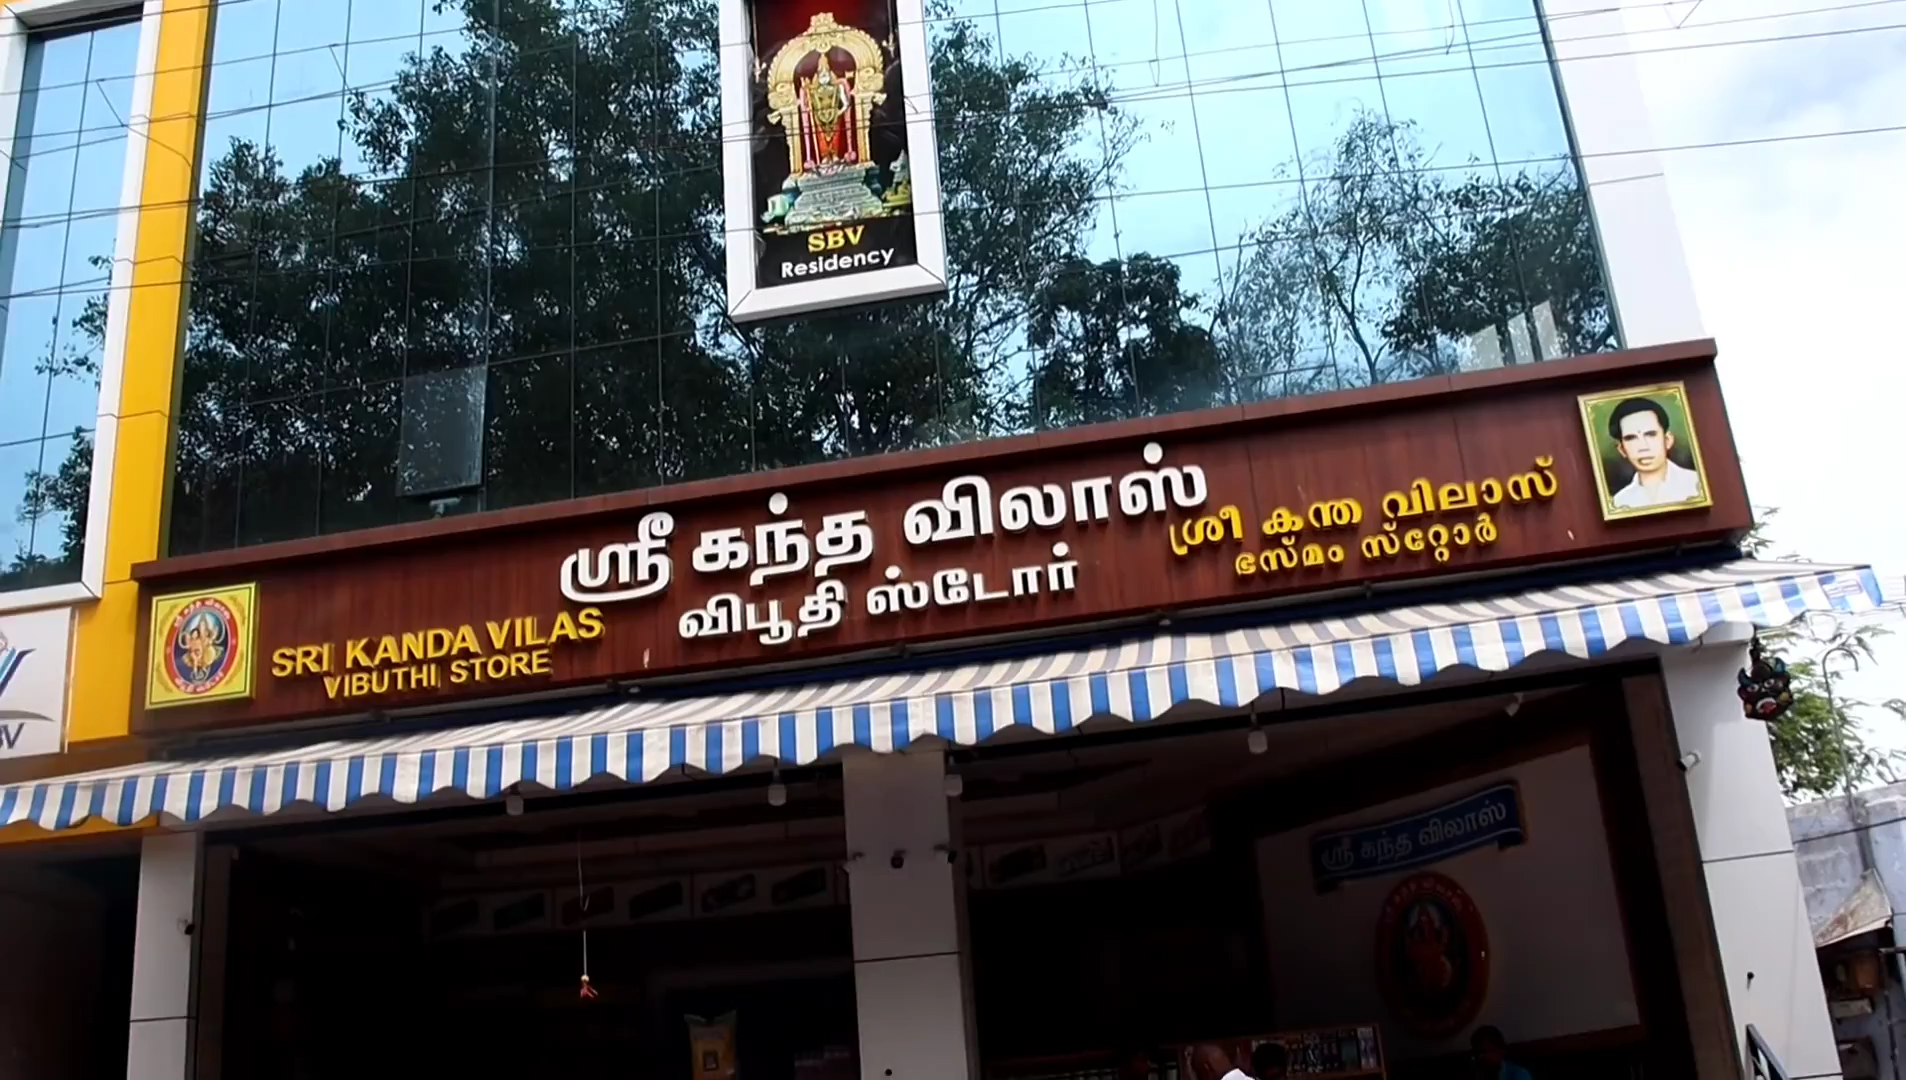 SBV
Residency
ஸ்ரீ கந்த விலாஸ்
விபூதி ஸ்டோர்
SRI KANDA VILAS
VIBUTHI STORE
ശ്രീ കന്ത വിലാസ്
ഭസ്മം സ്റ്റോർ
ஸ்ரீ கந்த விலாஸ்